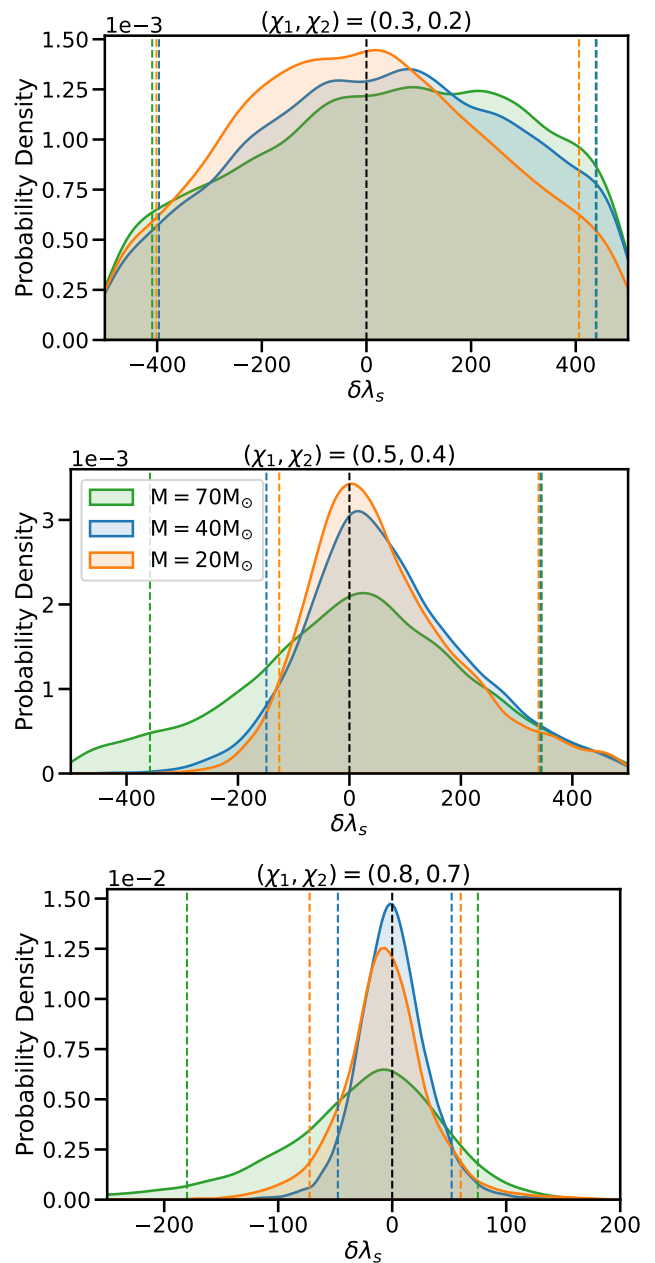 1e−3
(χ₁, χ₂) = (0.3, 0.2)
1.50
1.25
1.00
0.75
0.50
0.25
0.00
Probability Density
−400 −200 0 200 400
δλₛ
1e−3
(χ₁, χ₂) = (0.5, 0.4)
M = 70M⊙
M = 40M⊙
M = 20M⊙
3
2
1
0
Probability Density
−400 −200 0 200 400
δλₛ
1e−2
(χ₁, χ₂) = (0.8, 0.7)
1.50
1.25
1.00
0.75
0.50
0.25
0.00
Probability Density
−200 −100 0 100 200
δλₛ